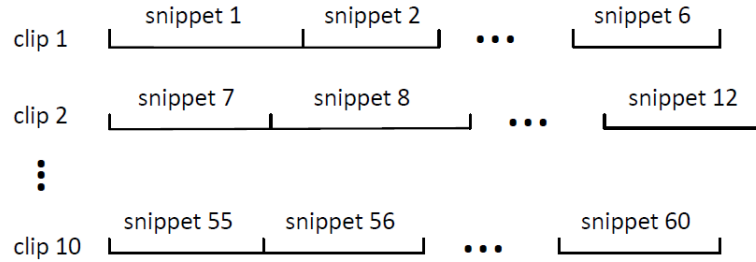 clip 1 snippet 1 snippet 2 ... snippet 6
clip 2 snippet 7 snippet 8 ... snippet 12
clip 10 snippet 55 snippet 56 ... snippet 60